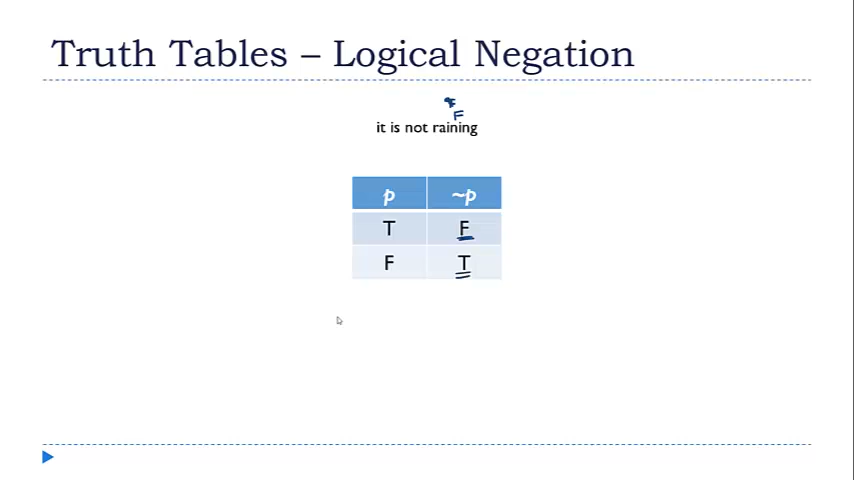 Truth Tables – Logical Negation
F
it is not raining
p ~p
T F
F T